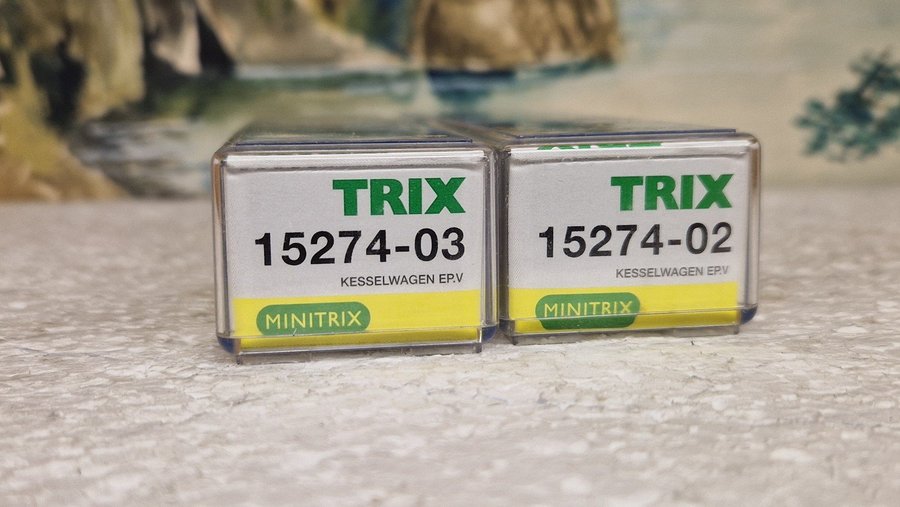 TRIX
15274-03
KESSELWAGEN EP.V
MINITRIX
TRIX
15274-02
KESSELWAGEN EP.V
MINITRIX